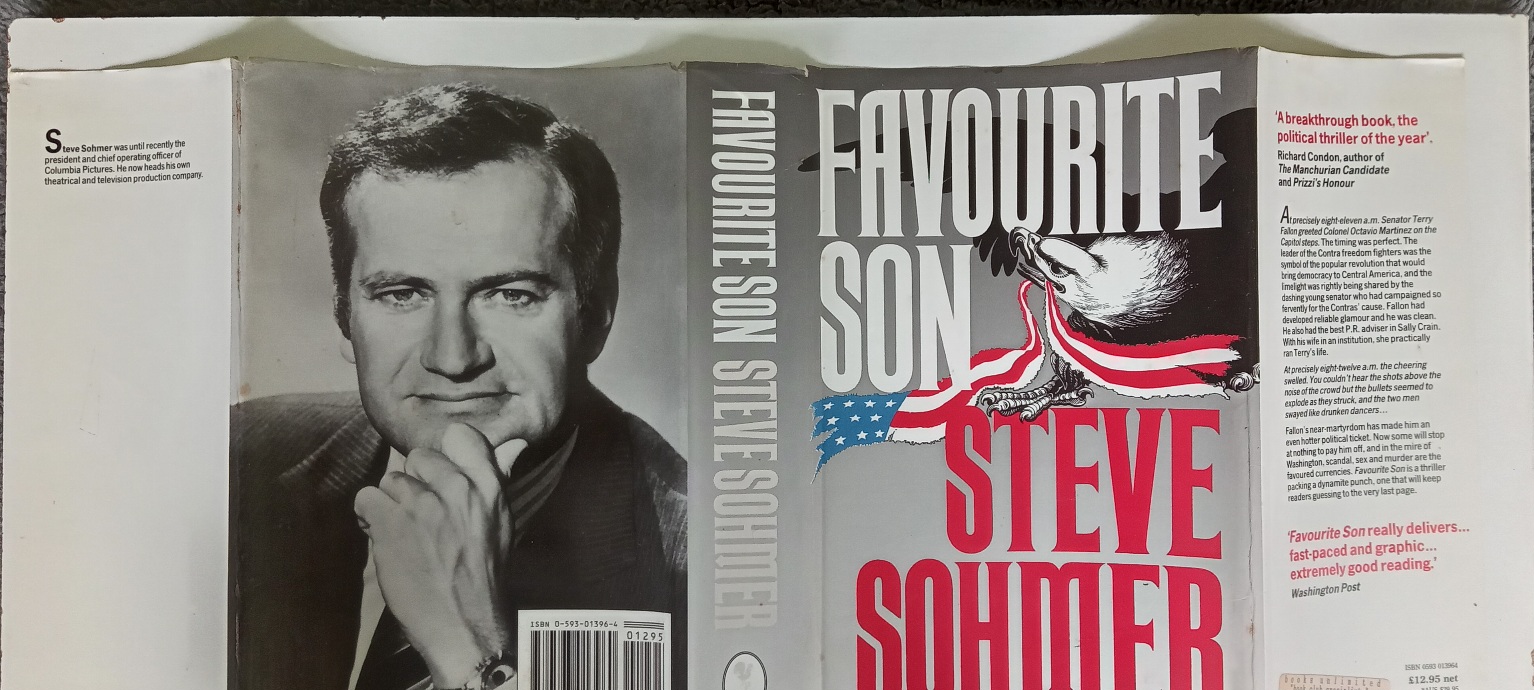 Steve Sohmer was until recently the
president and chief operating officer of
Columbia Pictures. He now heads his own
theatrical and television production company.
ISBN 0-593-01396-4
01295
FAVOURITE SON STEVE SOHMER
FAVOURITE
SON
STEVE
SOHMER
'A breakthrough book, the
political thriller of the year'.
Richard Condon, author of
The Manchurian Candidate
and Prizzi's Honour
At precisely eight-eleven a.m. Senator Terry
Fallon greeted Colonel Octavio Martinez on the
Capitol steps. The timing was perfect. The
leader of the Contra freedom fighters was the
symbol of the popular revolution that would
bring democracy to Central America, and the
limelight was rightly being shared by the
dashing young senator who had campaigned so
fervently for the Contras' cause. Fallon had
developed reliable glamour and he was clean.
He also had the best P.R. adviser in Sally Crain.
With his wife in an institution, she practically
ran Terry's life.
At precisely eight-twelve a.m. the cheering
swelled. You couldn't hear the shots above the
noise of the crowd but the bullets seemed to
explode as they struck, and the two men
swayed like drunken dancers...
Fallon's near-martyrdom has made him an
even hotter political ticket. Now some will stop
at nothing to pay him off, and in the mire of
Washington, scandal, sex and murder are the
favoured currencies. Favourite Son is a thriller
packing a dynamite punch, one that will keep
readers guessing to the very last page.
'Favourite Son really delivers...
fast-paced and graphic...
extremely good reading.'
Washington Post
ISBN 0593 013964
£12.95 net
books unlimited